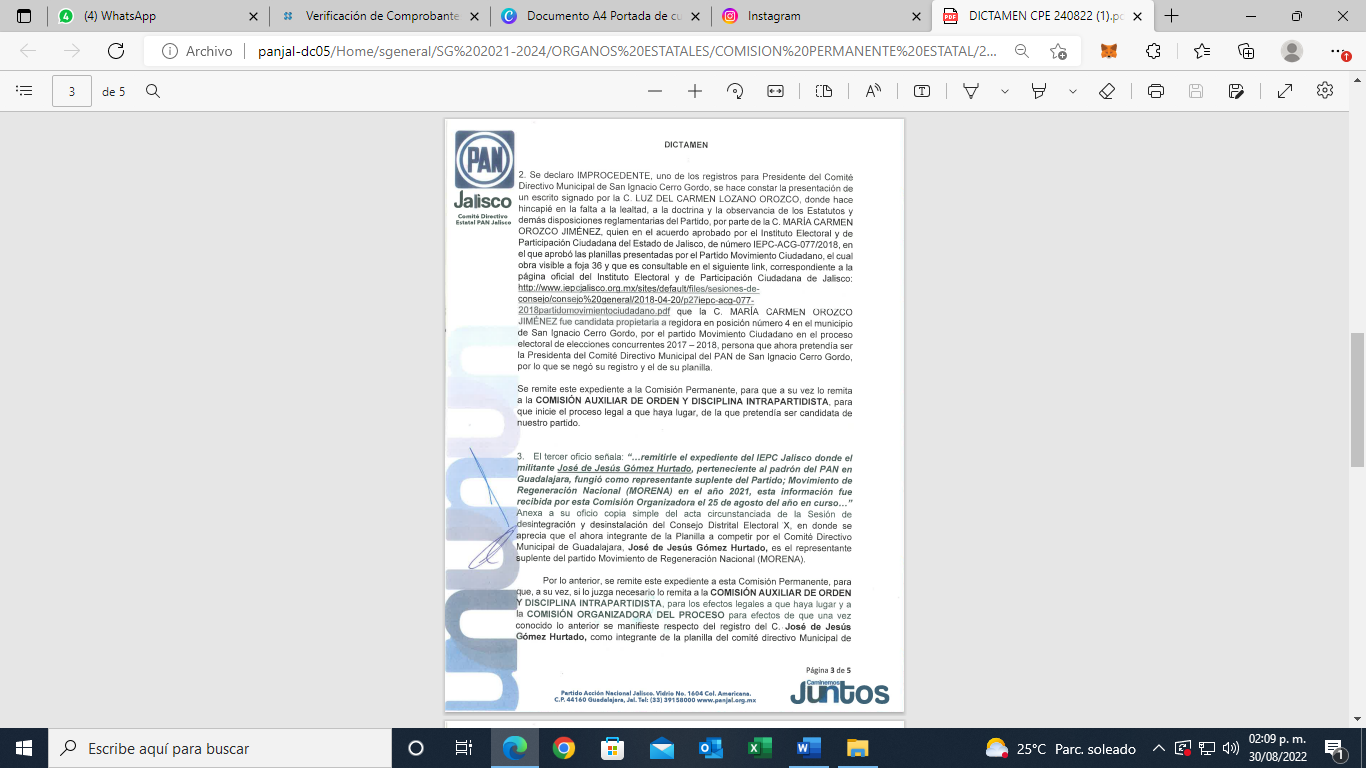 (4) WhatsApp
Verificación de Comprobante
Documento A4 Portada de cu
Instagram
DICTAMEN CPE 240822 (1).pd
Archivo
panjal-dc05/Home/sgeneral/SG%202021-2024/ORGANOS%20ESTATALES/COMISION%20PERMANENTE%20ESTATAL/2...
3 de 5
PAN
Jalisco
Comité Directivo
Estatal PAN Jalisco
DICTAMEN
2. Se declaro IMPROCEDENTE, uno de los registros para Presidente del Comité
Directivo Municipal de San Ignacio Cerro Gordo, se hace constar la presentación de
un escrito signado por la C. LUZ DEL CARMEN LOZANO OROZCO, donde hace
hincapié en la falta a la lealtad, a la doctrina y la observancia de los Estatutos y
demás disposiciones reglamentarias del Partido, por parte de la C. MARÍA CARMEN
OROZCO JIMÉNEZ, quien en el acuerdo aprobado por el Instituto Electoral y de
Participación Ciudadana del Estado de Jalisco, de número IEPC-ACG-077/2018, en
el que aprobó las planillas presentadas por el Partido Movimiento Ciudadano, el cual
obra visible a foja 36 y que es consultable en el siguiente link, correspondiente a la
página oficial del Instituto Electoral y de Participación Ciudadana de Jalisco:
http://www.iepcjalisco.org.mx/sites/default/files/sesiones-de-
consejo/consejo%20general/2018-04-20/p27iepc-acg-077-
2018partidomovimientociudadano.pdf que la C. MARÍA CARMEN OROZCO
JIMÉNEZ fue candidata propietaria a regidora en posición número 4 en el municipio
de San Ignacio Cerro Gordo, por el partido Movimiento Ciudadano en el proceso
electoral de elecciones concurrentes 2017 – 2018, persona que ahora pretendía ser
la Presidenta del Comité Directivo Municipal del PAN de San Ignacio Cerro Gordo,
por lo que se negó su registro y el de su planilla.
Se remite este expediente a la Comisión Permanente, para que a su vez lo remita
a la COMISIÓN AUXILIAR DE ORDEN Y DISCIPLINA INTRAPARTIDISTA, para
que inicie el proceso legal a que haya lugar, de la que pretendía ser candidata de
nuestro partido.
3. El tercer oficio señala: “…remitirle el expediente del IEPC Jalisco donde el
militante José de Jesús Gómez Hurtado, perteneciente al padrón del PAN en
Guadalajara, fungió como representante suplente del Partido; Movimiento de
Regeneración Nacional (MORENA) en el año 2021, esta información fue
recibida por esta Comisión Organizadora el 25 de agosto del año en curso…”
Anexa a su oficio copia simple del acta circunstanciada de la Sesión de
desintegración y desinstalación del Consejo Distrital Electoral X, en donde se
aprecia que el ahora integrante de la Planilla a competir por el Comité Directivo
Municipal de Guadalajara, José de Jesús Gómez Hurtado, es el representante
suplente del partido Movimiento de Regeneración Nacional (MORENA).
Por lo anterior, se remite este expediente a esta Comisión Permanente, para
que, a su vez, si lo juzga necesario lo remita a la COMISIÓN AUXILIAR DE ORDEN
Y DISCIPLINA INTRAPARTIDISTA, para los efectos legales a que haya lugar y a
la COMISIÓN ORGANIZADORA DEL PROCESO para efectos de que una vez
conocido lo anterior se manifieste respecto del registro del C. José de Jesús
Gómez Hurtado, como integrante de la planilla del comité directivo Municipal de
Página 3 de 5
Partido Acción Nacional Jalisco. Vidrio No. 1604 Col. Americana.
C.P. 44160 Guadalajara, Jal. Tel: (33) 39158000 www.panjal.org.mx
Caminemos
Juntos
Escribe aquí para buscar
25°C Parc. soleado
02:09 p. m.
30/08/2022
1